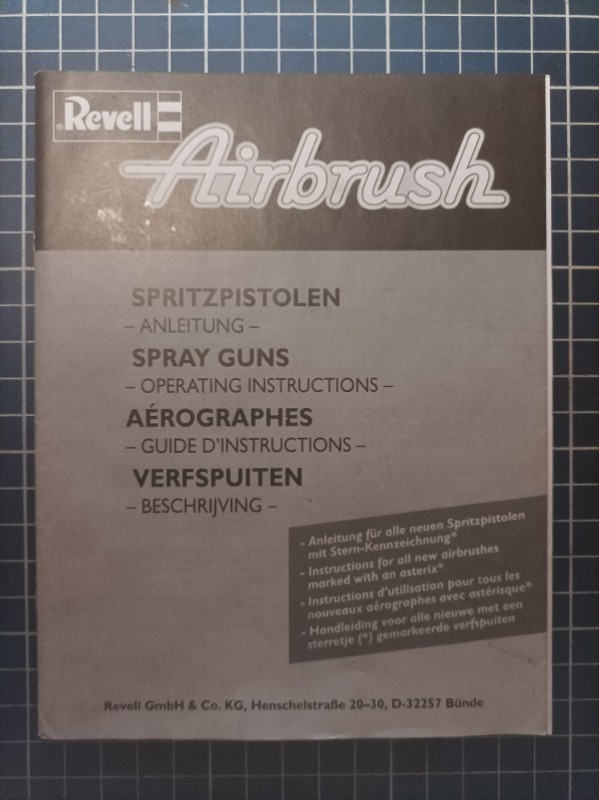 Revell
Airbrush
SPRITZPISTOLEN
– ANLEITUNG –
SPRAY GUNS
– OPERATING INSTRUCTIONS –
AÉROGRAPHES
– GUIDE D'INSTRUCTIONS –
VERFSPUITEN
– BESCHRIJVING –
- Anleitung für alle neuen Spritzpistolen
mit Stern-Kennzeichnung*
- Instructions for all new airbrushes
marked with an asterix*
- Instructions d'utilisation pour tous les
nouveaux aérographes avec astérisque*
- Handleiding voor alle nieuwe met een
sterretje (*) gemarkeerde verfspuiten
Revell GmbH & Co. KG, Henschelstraße 20–30, D-32257 Bünde